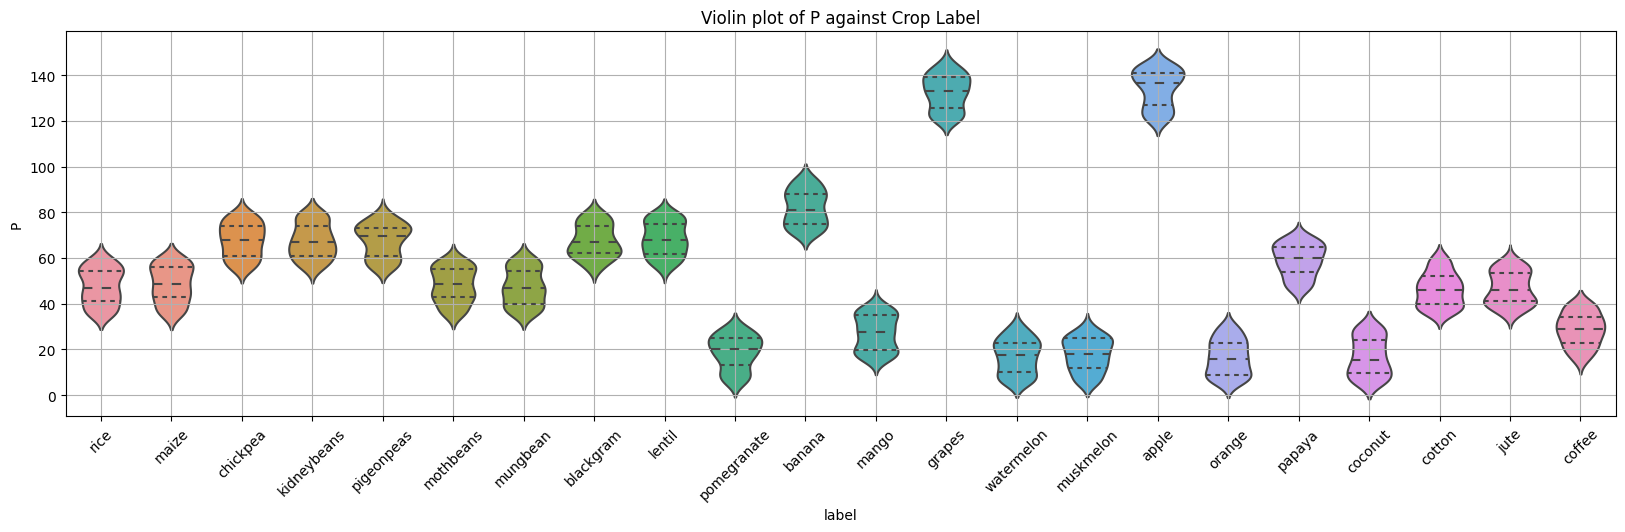 Violin plot of P against Crop Label
P
140
120
100
80
60
40
20
0
rice
maize
chickpea
kidneybeans
pigeonpeas
mothbeans
mungbean
blackgram
lentil
pomegranate
banana
mango
grapes
watermelon
muskmelon
apple
orange
papaya
coconut
cotton
jute
coffee
label